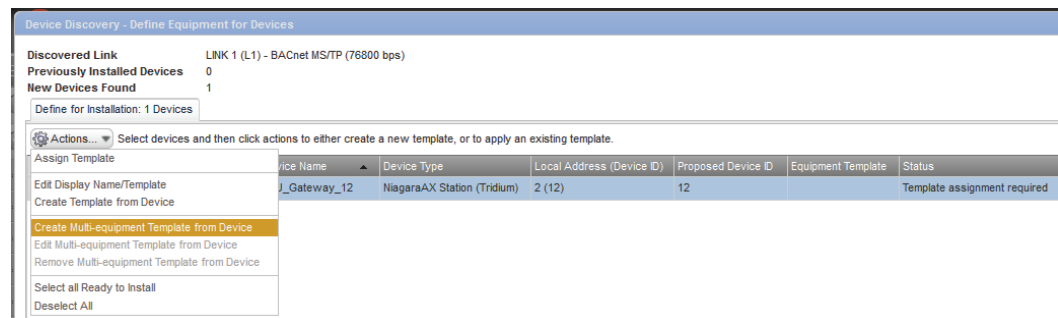 Device Discovery - Define Equipment for Devices
Discovered Link LINK 1 (L1) - BACnet MS/TP (76800 bps)
Previously Installed Devices 0
New Devices Found 1
Define for Installation: 1 Devices
Actions... Select devices and then click actions to either create a new template, or to apply an existing template.
Device Type Local Address (Device ID) Proposed Device ID Equipment Template Status
_Gateway_12 NiagaraAX Station (Tridium) 2 (12) 12 Template assignment required
Assign Template
Edit Display Name/Template
Create Template from Device
Create Multi-equipment Template from Device
Edit Multi-equipment Template from Device
Remove Multi-equipment Template from Device
Select all Ready to Install
Deselect All